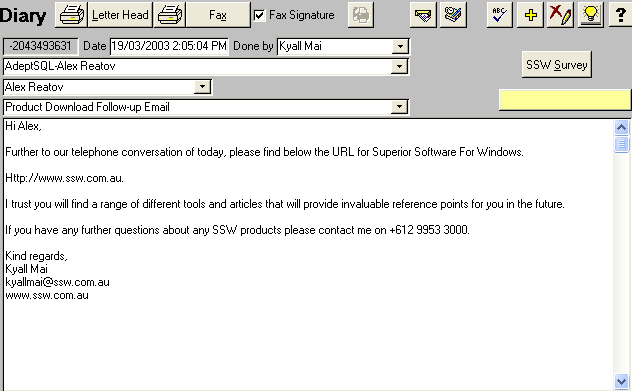 Diary Letter Head Fax Fax Signature ABC ?
-2043493631 Date 19/03/2003 2:05:04 PM Done by Kyall Mai
AdeptSQL-Alex Reatov
SSW Survey
Alex Reatov
Product Download Follow-up Email
Hi Alex,
Further to our telephone conversation of today, please find below the URL for Superior Software For Windows.
Http://www.ssw.com.au.
I trust you will find a range of different tools and articles that will provide invaluable reference points for you in the future.
If you have any further questions about any SSW products please contact me on +612 9953 3000.
Kind regards,
Kyall Mai
kyallmai@ssw.com.au
www.ssw.com.au